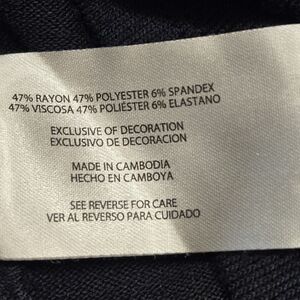 47% RAYON 47% POLYESTER 6% SPANDEX
47% VISCOSA 47% POLIÉSTER 6% ELASTANO
EXCLUSIVE OF DECORATION
EXCLUSIVO DE DECORACION
MADE IN CAMBODIA
HECHO EN CAMBOYA
SEE REVERSE FOR CARE
VER AL REVERSO PARA CUIDADO